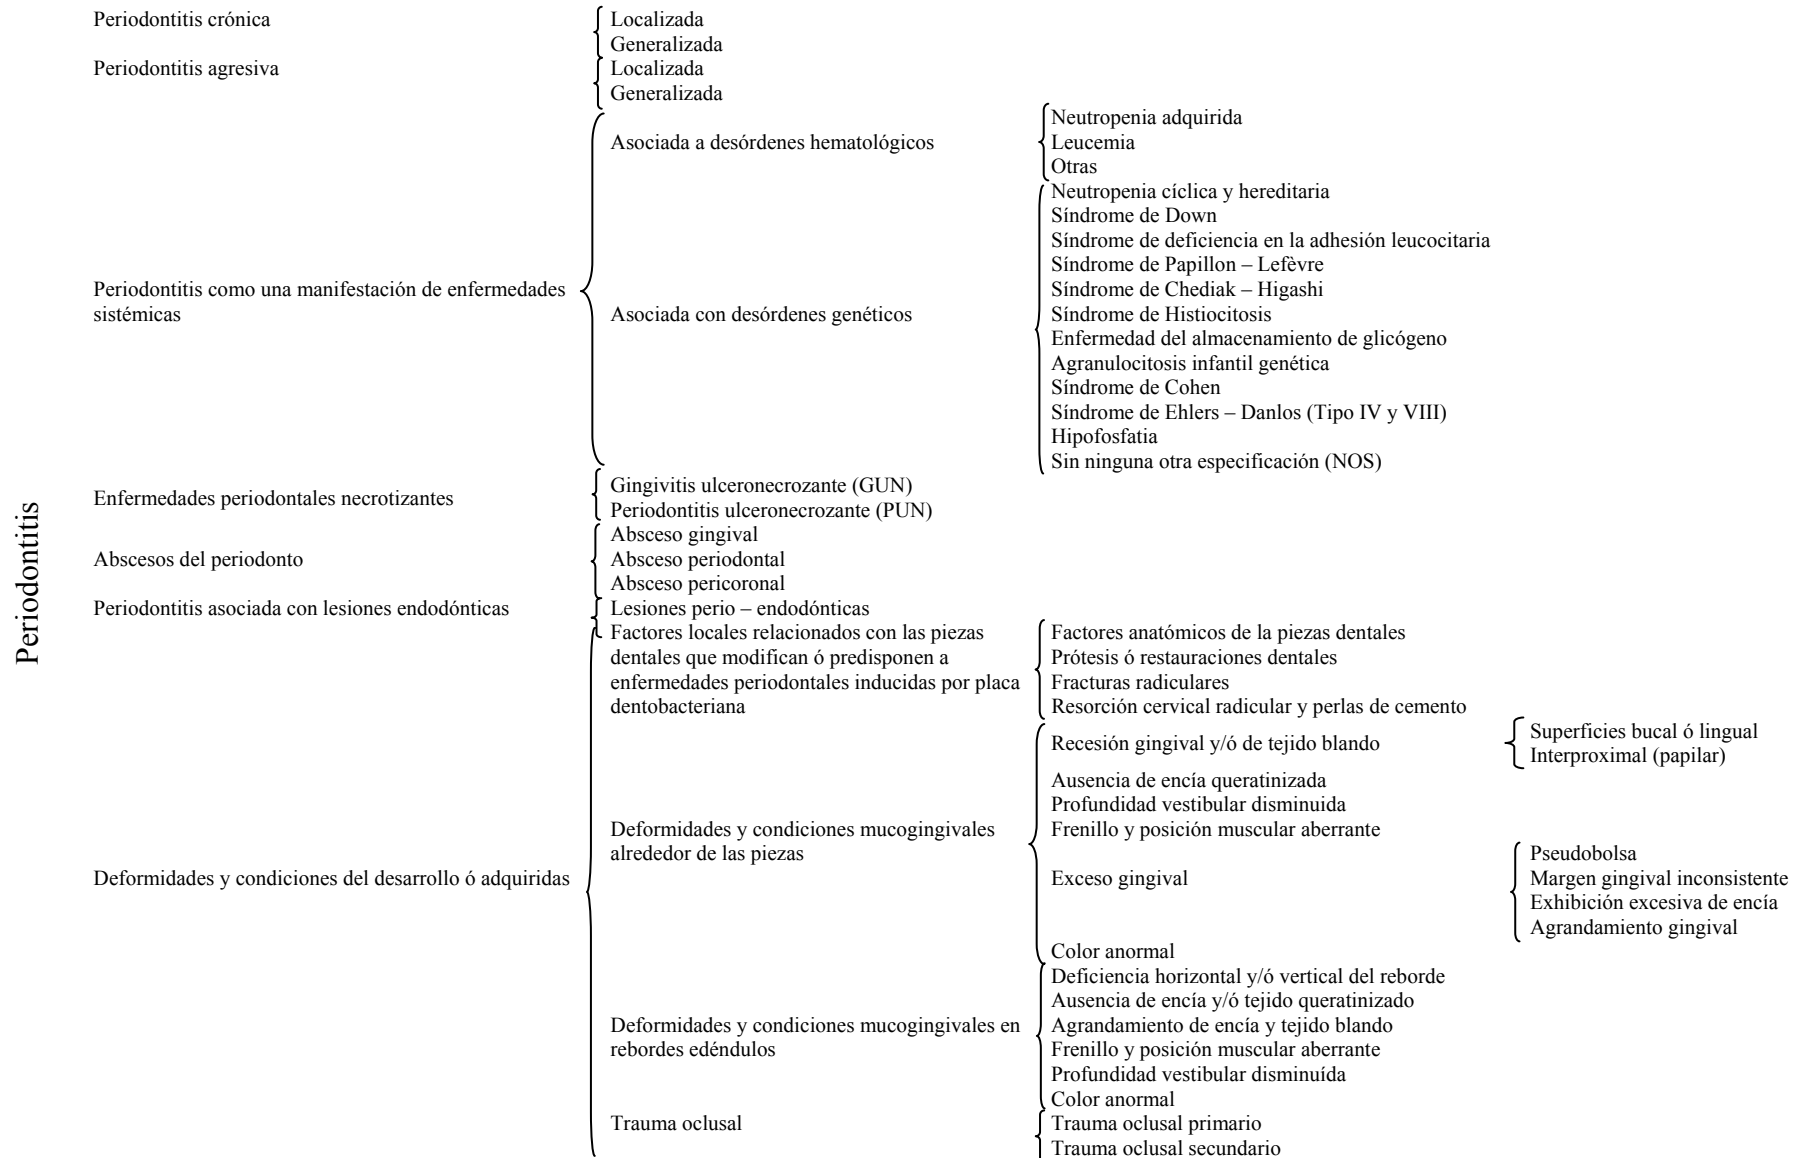 Periodontitis
Periodontitis crónica
Localizada
Generalizada
Periodontitis agresiva
Localizada
Generalizada
Periodontitis como una manifestación de enfermedades
sistémicas
Asociada a desórdenes hematológicos
Neutropenia adquirida
Leucemia
Otras
Asociada con desórdenes genéticos
Neutropenia cíclica y hereditaria
Síndrome de Down
Síndrome de deficiencia en la adhesión leucocitaria
Síndrome de Papillon – Lefèvre
Síndrome de Chediak – Higashi
Síndrome de Histiocitosis
Enfermedad del almacenamiento de glicógeno
Agranulocitosis infantil genética
Síndrome de Cohen
Síndrome de Ehlers – Danlos (Tipo IV y VIII)
Hipofosfatia
Sin ninguna otra especificación (NOS)
Enfermedades periodontales necrotizantes
Gingivitis ulceronecrozante (GUN)
Periodontitis ulceronecrozante (PUN)
Abscesos del periodonto
Absceso gingival
Absceso periodontal
Absceso pericoronal
Periodontitis asociada con lesiones endodónticas
Lesiones perio – endodónticas
Deformidades y condiciones del desarrollo ó adquiridas
Factores locales relacionados con las piezas
dentales que modifican ó predisponen a
enfermedades periodontales inducidas por placa
dentobacteriana
Factores anatómicos de la piezas dentales
Prótesis ó restauraciones dentales
Fracturas radiculares
Resorción cervical radicular y perlas de cemento
Deformidades y condiciones mucogingivales
alrededor de las piezas
Recesión gingival y/ó de tejido blando
Superficies bucal ó lingual
Interproximal (papilar)
Ausencia de encía queratinizada
Profundidad vestibular disminuida
Frenillo y posición muscular aberrante
Exceso gingival
Pseudobolsa
Margen gingival inconsistente
Exhibición excesiva de encía
Agrandamiento gingival
Color anormal
Deformidades y condiciones mucogingivales en
rebordes edéndulos
Deficiencia horizontal y/ó vertical del reborde
Ausencia de encía y/ó tejido queratinizado
Agrandamiento de encía y tejido blando
Frenillo y posición muscular aberrante
Profundidad vestibular disminuída
Color anormal
Trauma oclusal
Trauma oclusal primario
Trauma oclusal secundario